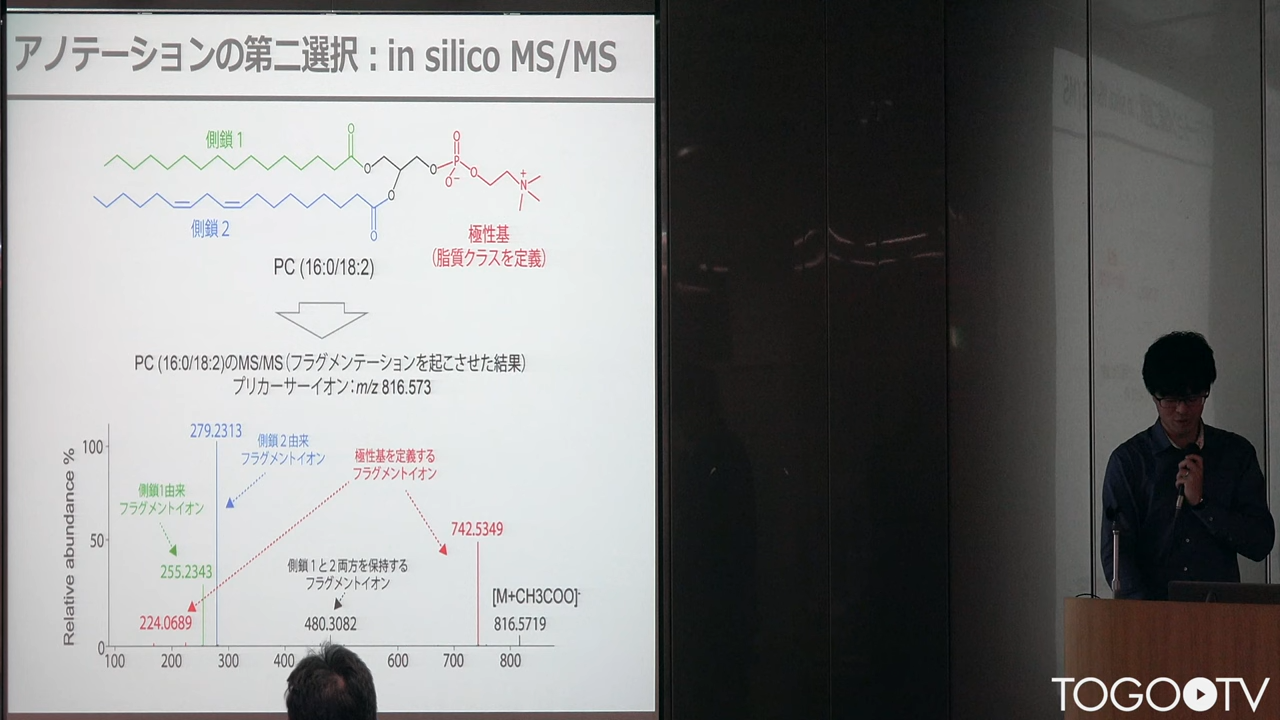 アノテーションの第二選択 : in silico MS/MS
側鎖 1
側鎖 2
極性基
(脂質クラスを定義)
PC (16:0/18:2)
PC (16:0/18:2)のMS/MS (フラグメンテーションを起こさせた結果)
プリカーサーイオン:m/z 816.573
Relative abundance %
100
50
0
100
200
300
400
600
700
800
279.2313
側鎖 2 由来
フラグメントイオン
極性基を定義する
フラグメントイオン
側鎖1由来
フラグメントイオン
255.2343
224.0689
側鎖 1 と 2 両方を保持する
フラグメントイオン
480.3082
742.5349
[M+CH3COO]-
816.5719
O
O
O
O
O
O
P
O-
O
N
+
TOGO TV